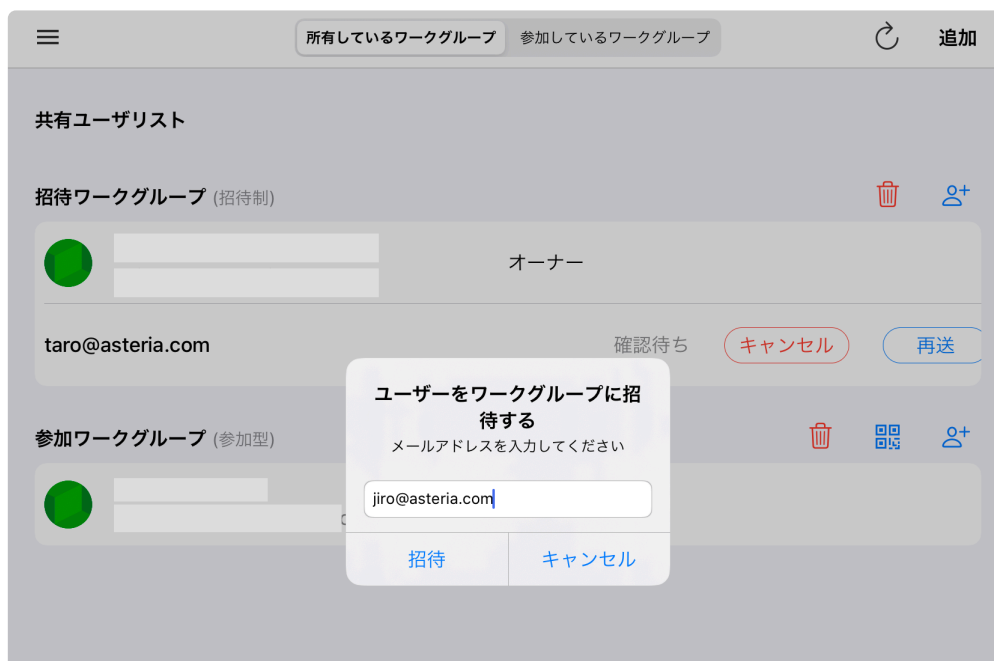 所有しているワークグループ 参加しているワークグループ 追加
共有ユーザリスト
招待ワークグループ (招待制)
オーナー
taro@asteria.com 確認待ち キャンセル 再送
ユーザーをワークグループに招
待する
メールアドレスを入力してください
参加ワークグループ (参加型)
jiro@asteria.com
招待 キャンセル